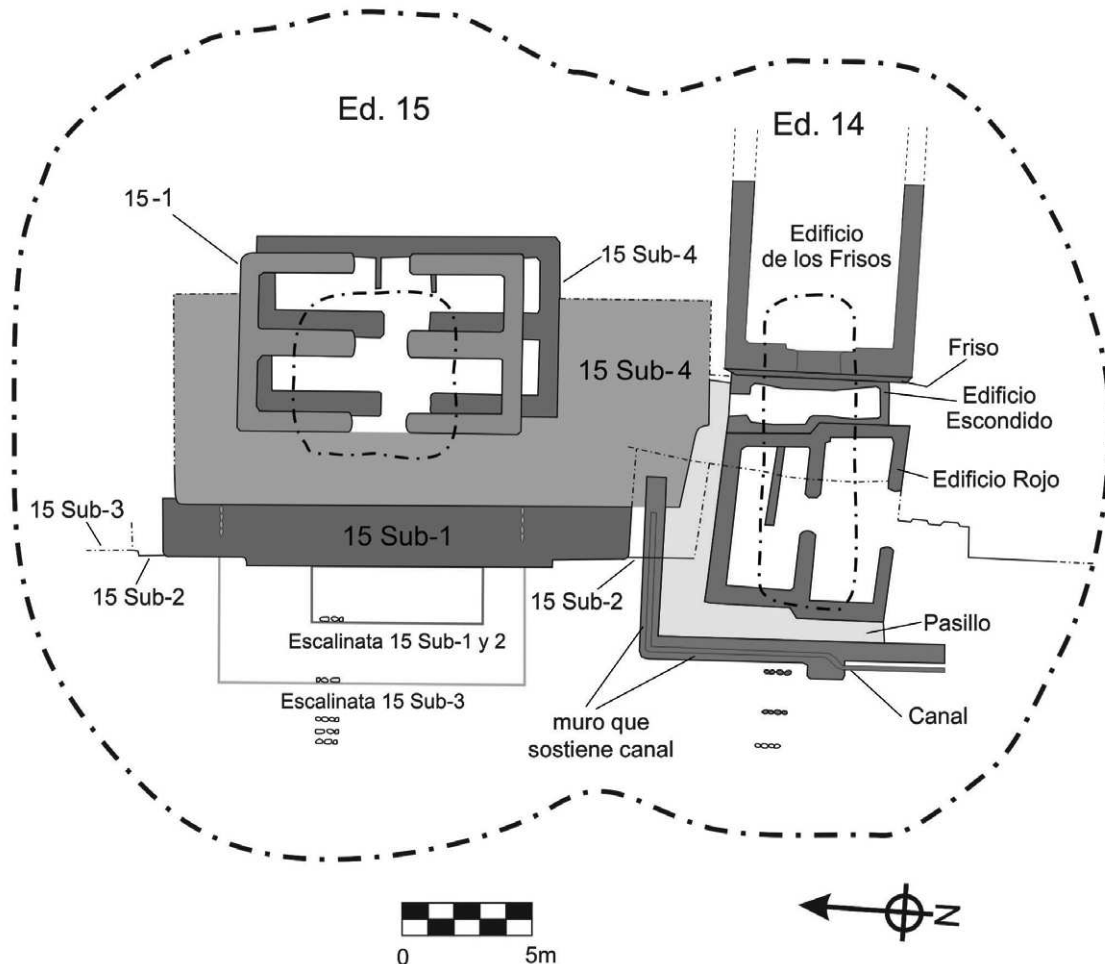 Ed. 15
Ed. 14
15-1
15 Sub-4
Edificio
de los Frisos
15 Sub-4
Friso
Edificio
Escondido
Edificio Rojo
15 Sub-3
15 Sub-1
15 Sub-2
15 Sub-2
Escalinata 15 Sub-1 y 2
Pasillo
Escalinata 15 Sub-3
muro que
sostiene canal
Canal
0 5m
N